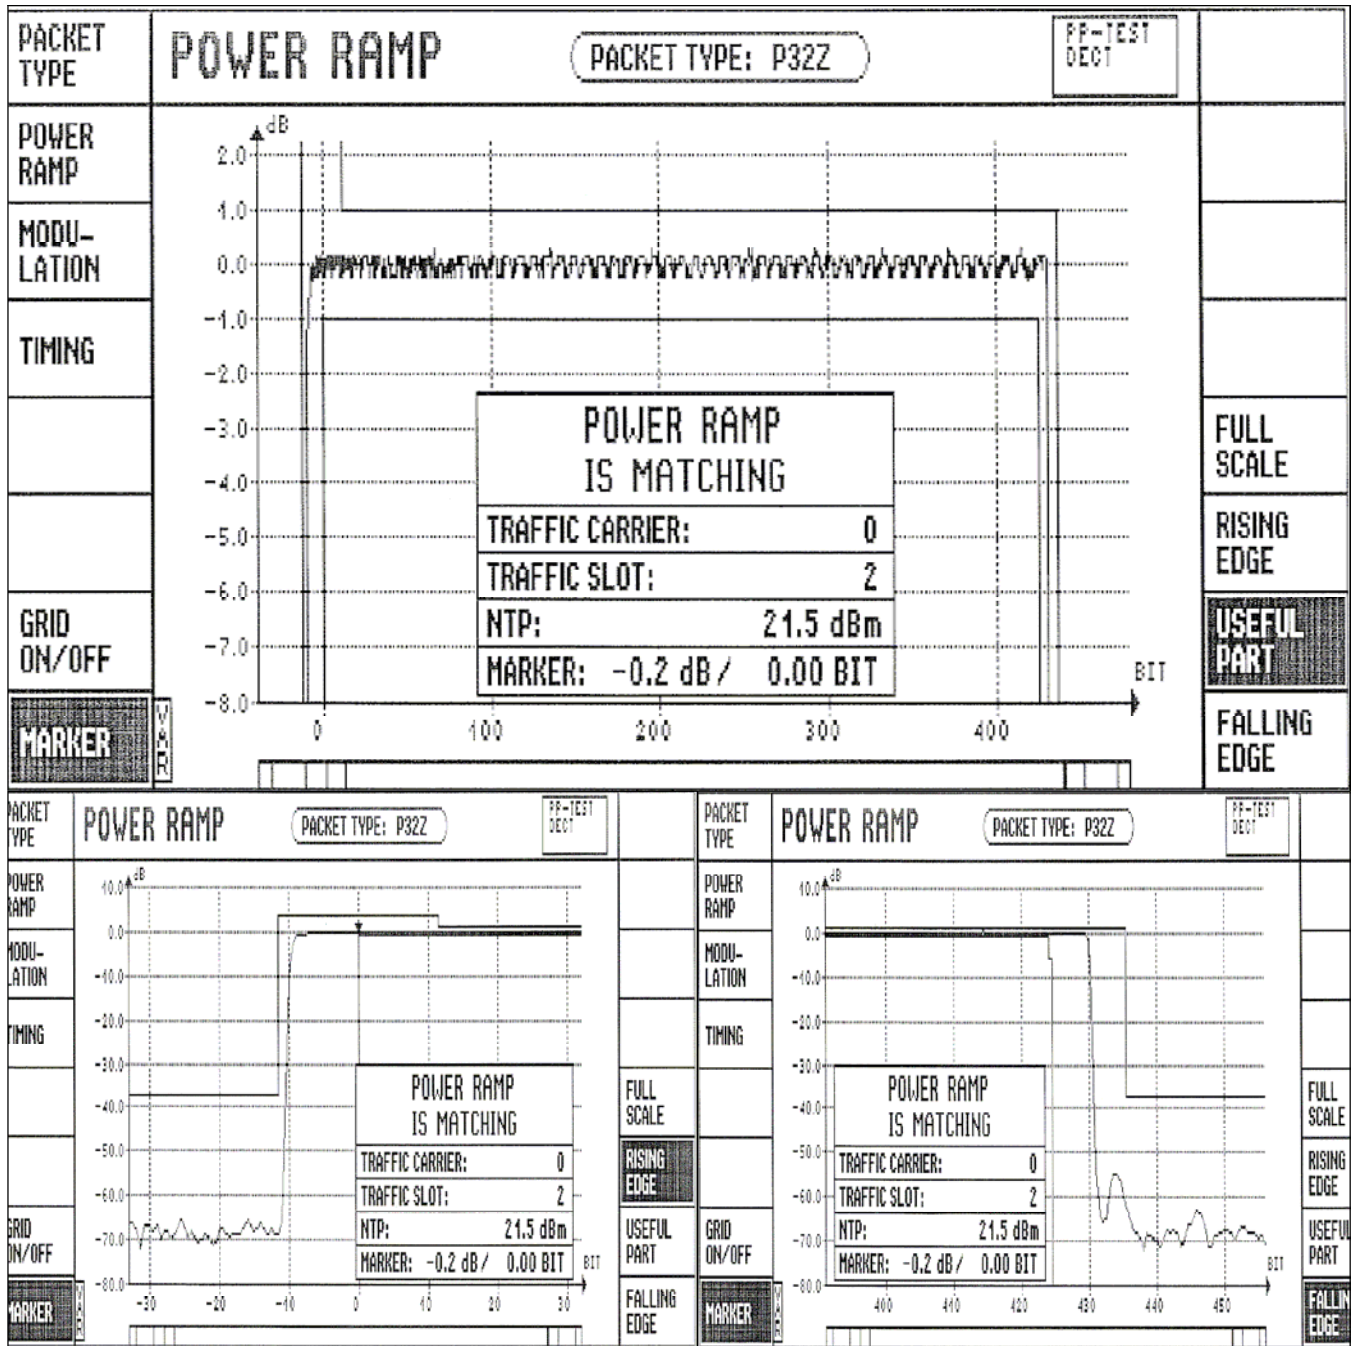 PACKET
TYPE
POWER RAMP
PACKET TYPE: P32Z
PP-TEST
DECT
POWER
RAMP
MODU-
LATION
TIMING
GRID
ON/OFF
MARKER
VAR
dB
2.0
1.0
0.0
-1.0
-2.0
-3.0
-4.0
-5.0
-6.0
-7.0
-8.0
0
100
200
300
400
BIT
POWER RAMP
IS MATCHING
TRAFFIC CARRIER: 0
TRAFFIC SLOT: 2
NTP: 21.5 dBm
MARKER: -0.2 dB / 0.00 BIT
FULL
SCALE
RISING
EDGE
USEFUL
PART
FALLING
EDGE
PACKET
TYPE
POWER RAMP
PACKET TYPE: P32Z
PP-TEST
DECT
POWER
RAMP
MODU-
LATION
TIMING
GRID
ON/OFF
MARKER
VAR
dB
10.0
0.0
-10.0
-20.0
-30.0
-40.0
-50.0
-60.0
-70.0
-80.0
-30
-20
-10
0
10
20
30
BIT
POWER RAMP
IS MATCHING
TRAFFIC CARRIER: 0
TRAFFIC SLOT: 2
NTP: 21.5 dBm
MARKER: -0.2 dB / 0.00 BIT
FULL
SCALE
RISING
EDGE
USEFUL
PART
FALLING
EDGE
PACKET
TYPE
POWER RAMP
PACKET TYPE: P32Z
PP-TEST
DECT
POWER
RAMP
MODU-
LATION
TIMING
GRID
ON/OFF
MARKER
VAR
dB
10.0
0.0
-10.0
-20.0
-30.0
-40.0
-50.0
-60.0
-70.0
-80.0
400
410
420
430
440
450
BIT
POWER RAMP
IS MATCHING
TRAFFIC CARRIER: 0
TRAFFIC SLOT: 2
NTP: 21.5 dBm
MARKER: -0.2 dB / 0.00 BIT
FULL
SCALE
RISING
EDGE
USEFUL
PART
FALLIN
EDGE